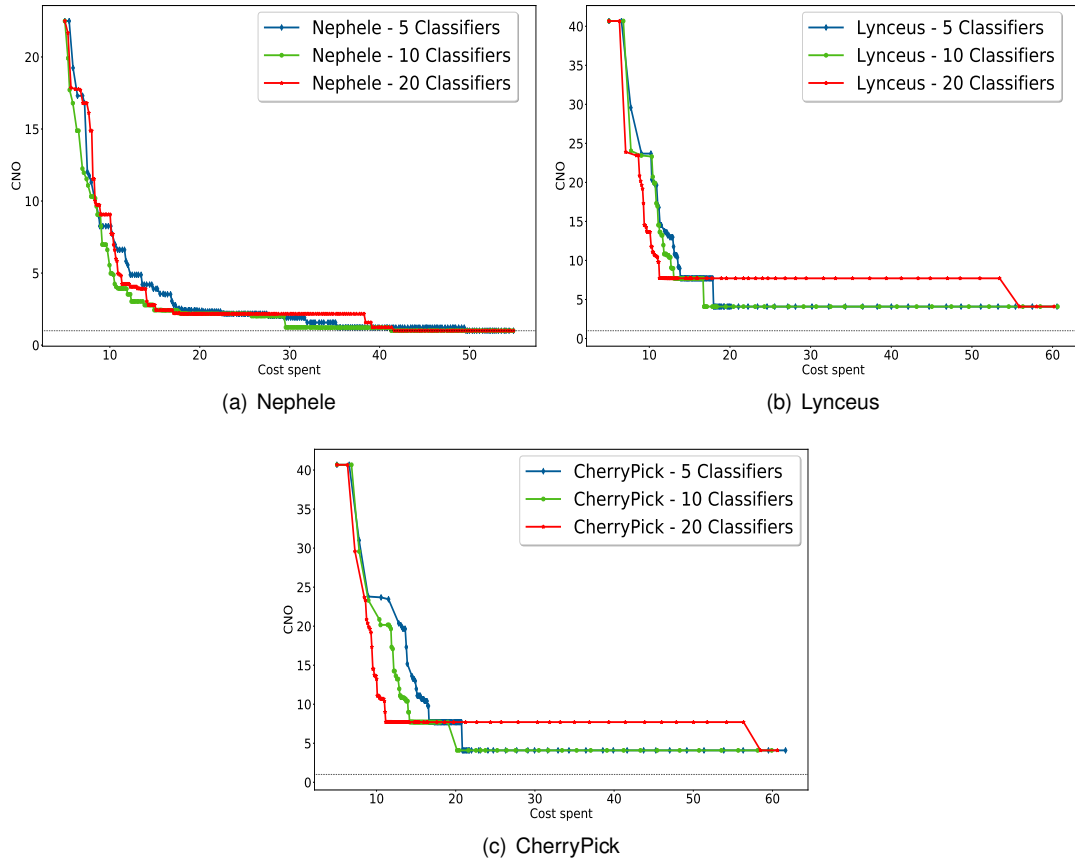 Nephele - 5 Classifiers
Nephele - 10 Classifiers
Nephele - 20 Classifiers
20
15
10
5
0
CNO
10 20 30 40 50
Cost spent
(a) Nephele
Lynceus - 5 Classifiers
Lynceus - 10 Classifiers
Lynceus - 20 Classifiers
40
35
30
25
20
15
10
5
0
CNO
10 20 30 40 50 60
Cost spent
(b) Lynceus
CherryPick - 5 Classifiers
CherryPick - 10 Classifiers
CherryPick - 20 Classifiers
40
35
30
25
20
15
10
5
0
CNO
10 20 30 40 50 60
Cost spent
(c) CherryPick